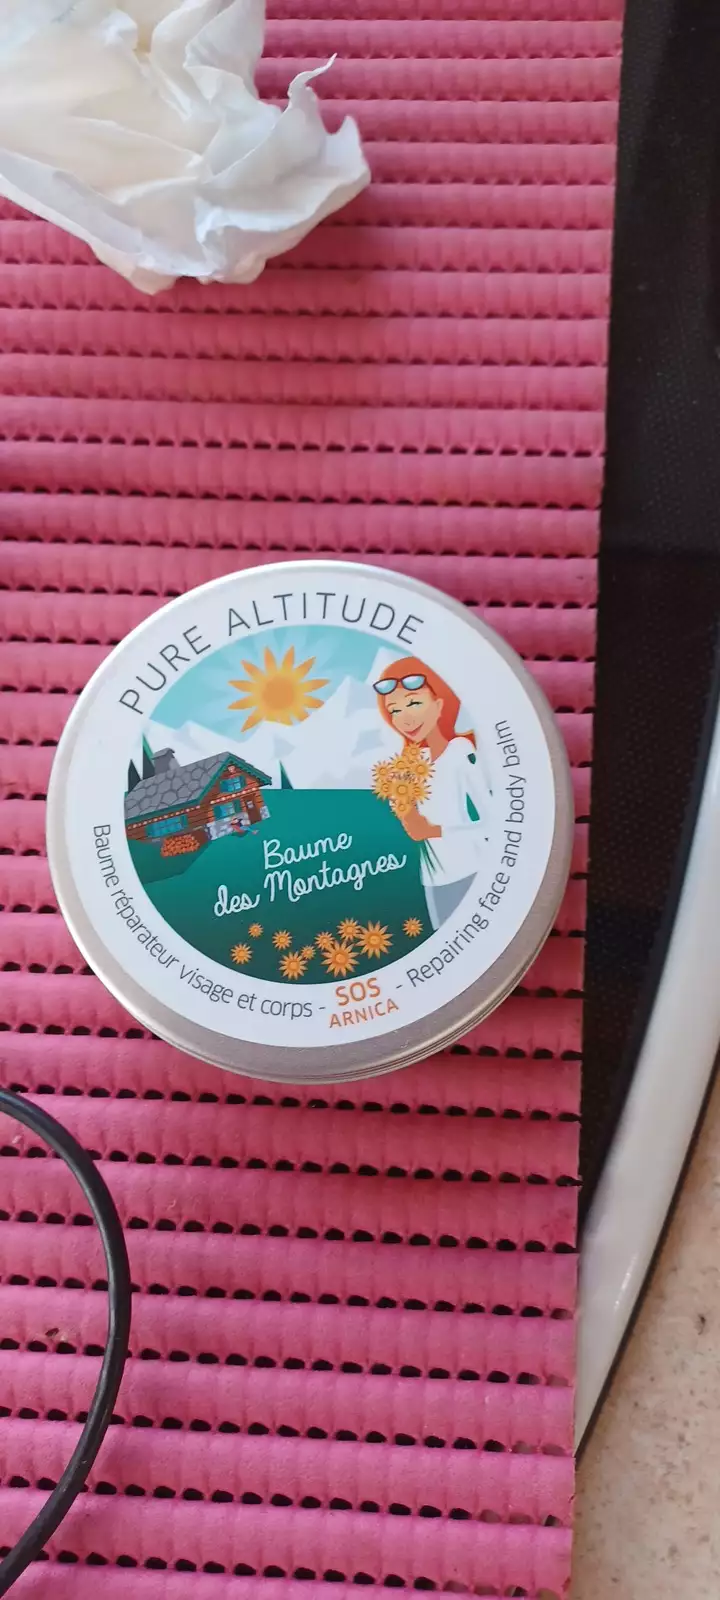 PURE ALTITUDE
Baume
des Montagnes
Baume réparateur visage et corps - SOS - Repairing face and body balm
ARNICA